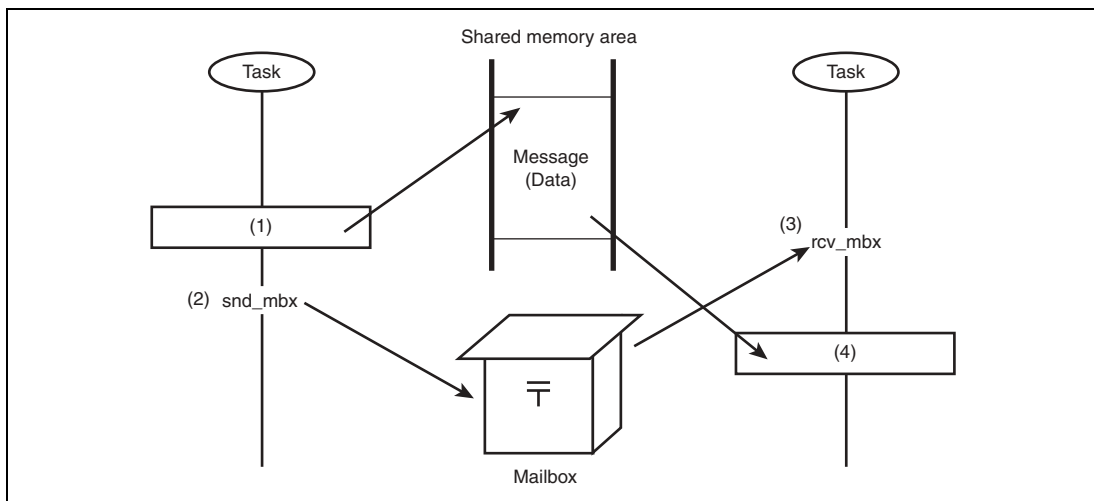 Shared memory area
Task
Task
Message
(Data)
(1)
(3)
rcv_mbx
(2) snd_mbx
(4)
〒
Mailbox